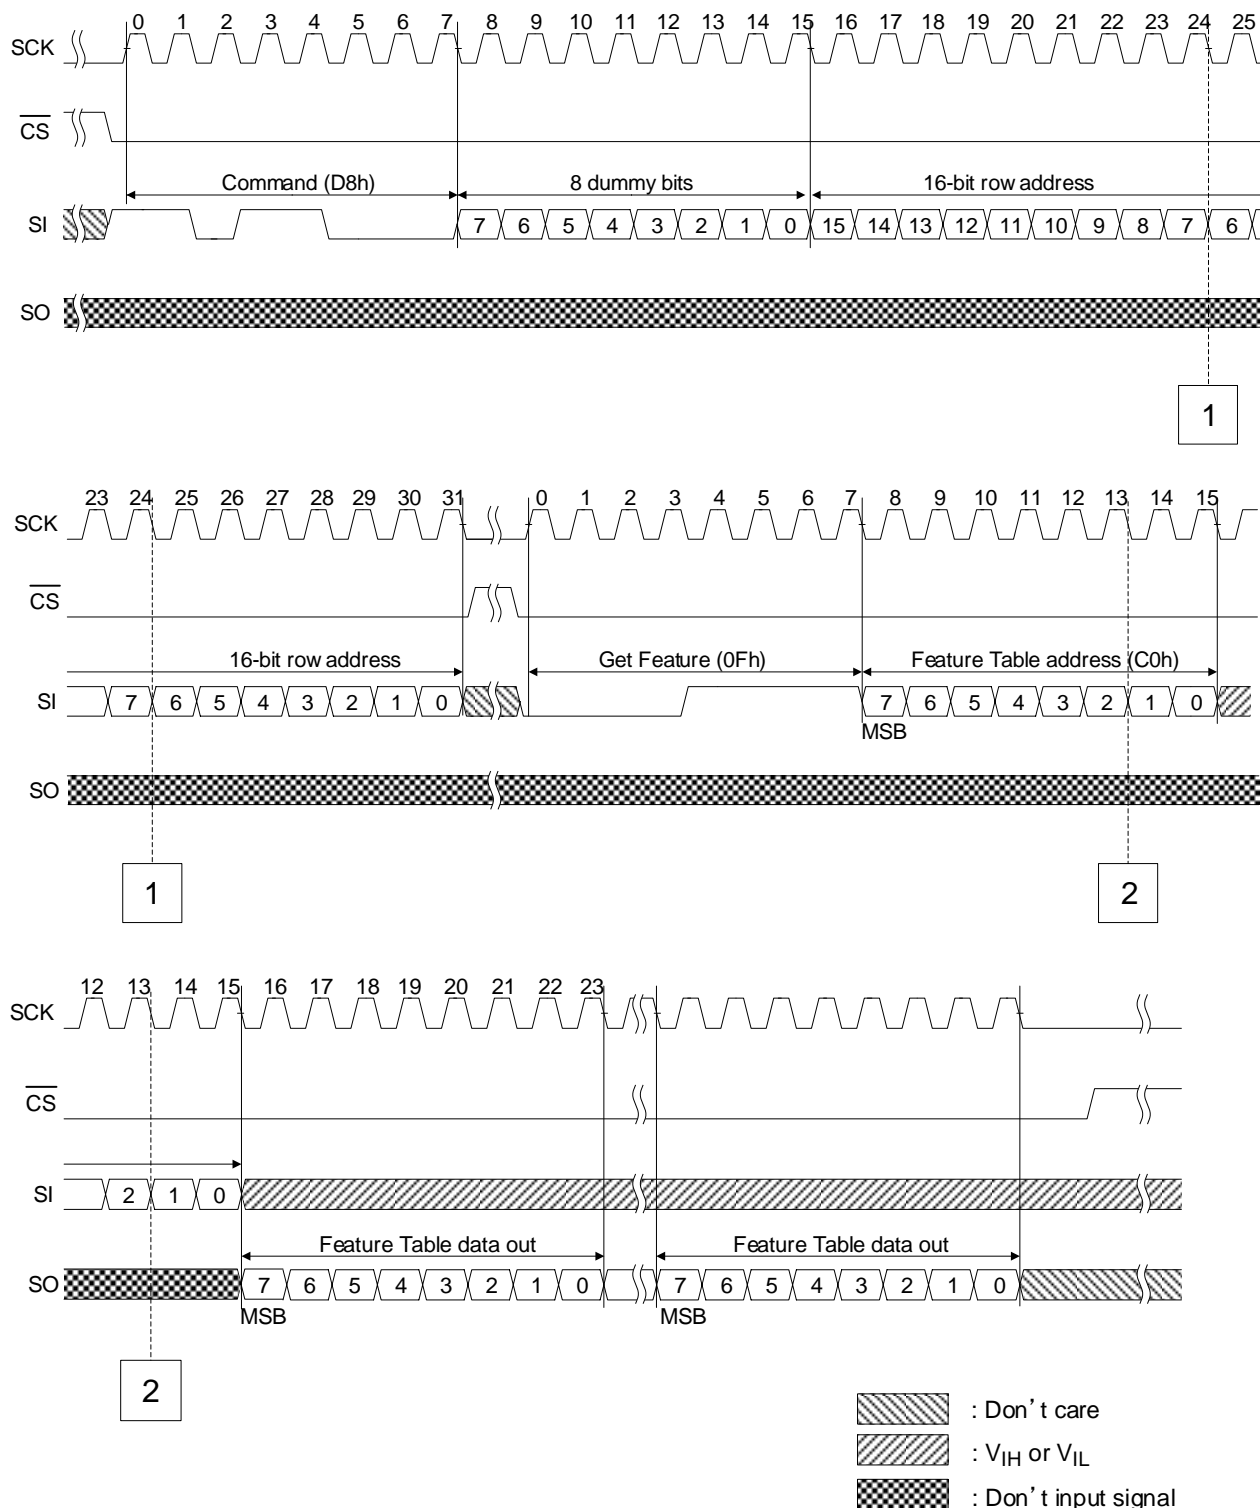 0 1 2 3 4 5 6 7 8 9 10 11 12 13 14 15 16 17 18 19 20 21 22 23 24 25
SCK
CS
Command (D8h) 8 dummy bits 16-bit row address
SI 7 6 5 4 3 2 1 0 15 14 13 12 11 10 9 8 7 6
SO
1
23 24 25 26 27 28 29 30 31 0 1 2 3 4 5 6 7 8 9 10 11 12 13 14 15
SCK
CS
16-bit row address Get Feature (0Fh) Feature Table address (C0h)
SI 7 6 5 4 3 2 1 0 7 6 5 4 3 2 1 0
MSB
SO
1 2
12 13 14 15 16 17 18 19 20 21 22 23
SCK
CS
SI 2 1 0
Feature Table data out Feature Table data out
SO 7 6 5 4 3 2 1 0 7 6 5 4 3 2 1 0
MSB MSB
2
: Don't care
: VIH or VIL
: Don't input signal